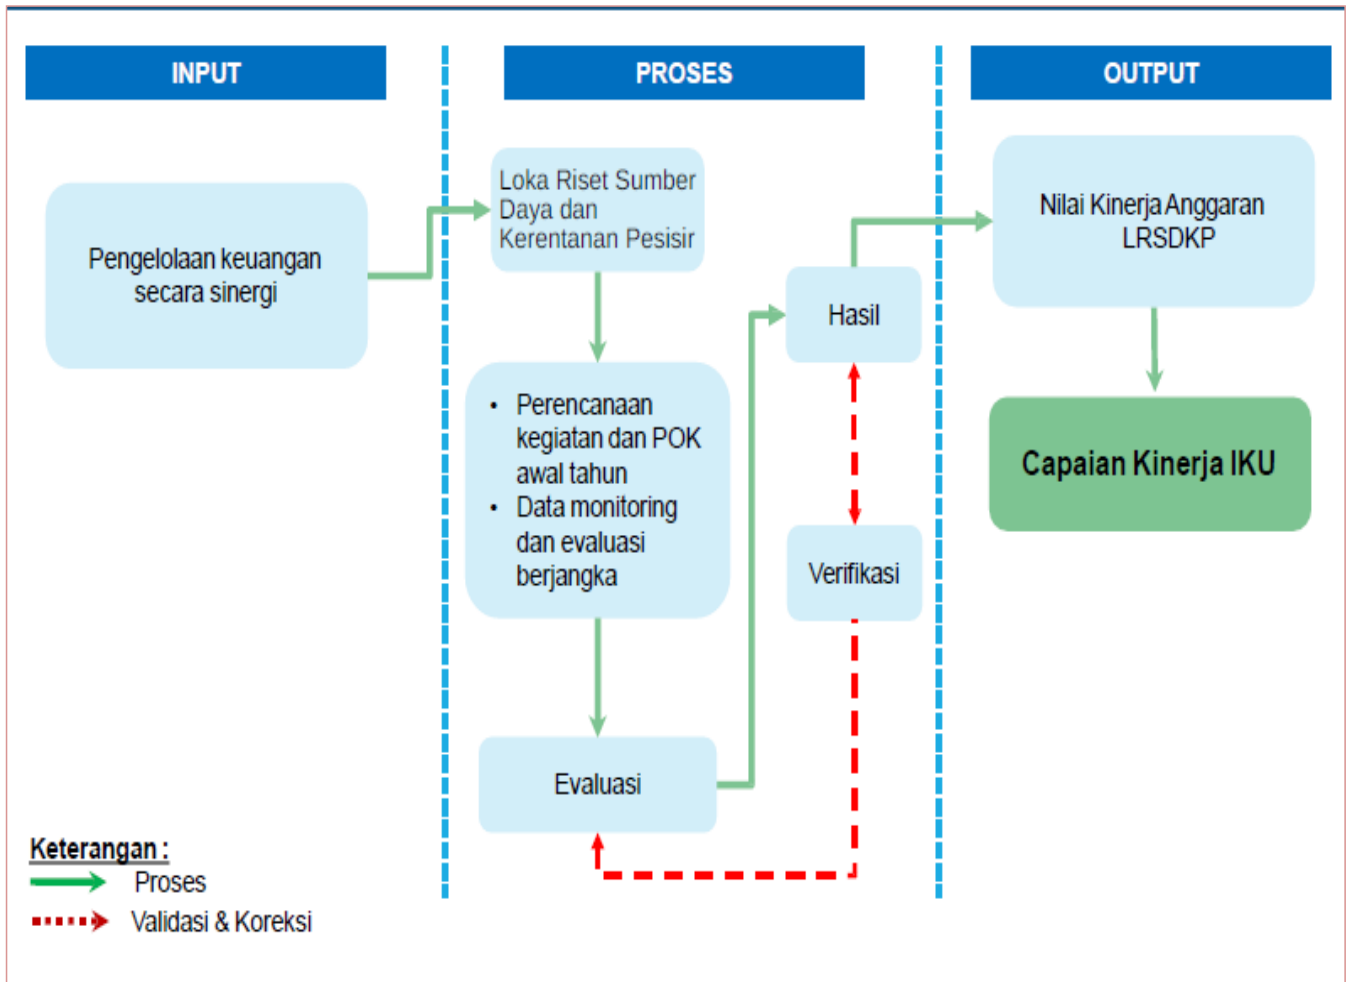 INPUT
PROSES
OUTPUT
Pengelolaan keuangan
secara sinergi
Loka Riset Sumber
Daya dan
Kerentanan Pesisir
• Perencanaan
kegiatan dan POK
awal tahun
• Data monitoring
dan evaluasi
berjangka
Evaluasi
Hasil
Verifikasi
Nilai Kinerja Anggaran
LRSDKP
Capaian Kinerja IKU
Keterangan :
Proses
Validasi & Koreksi